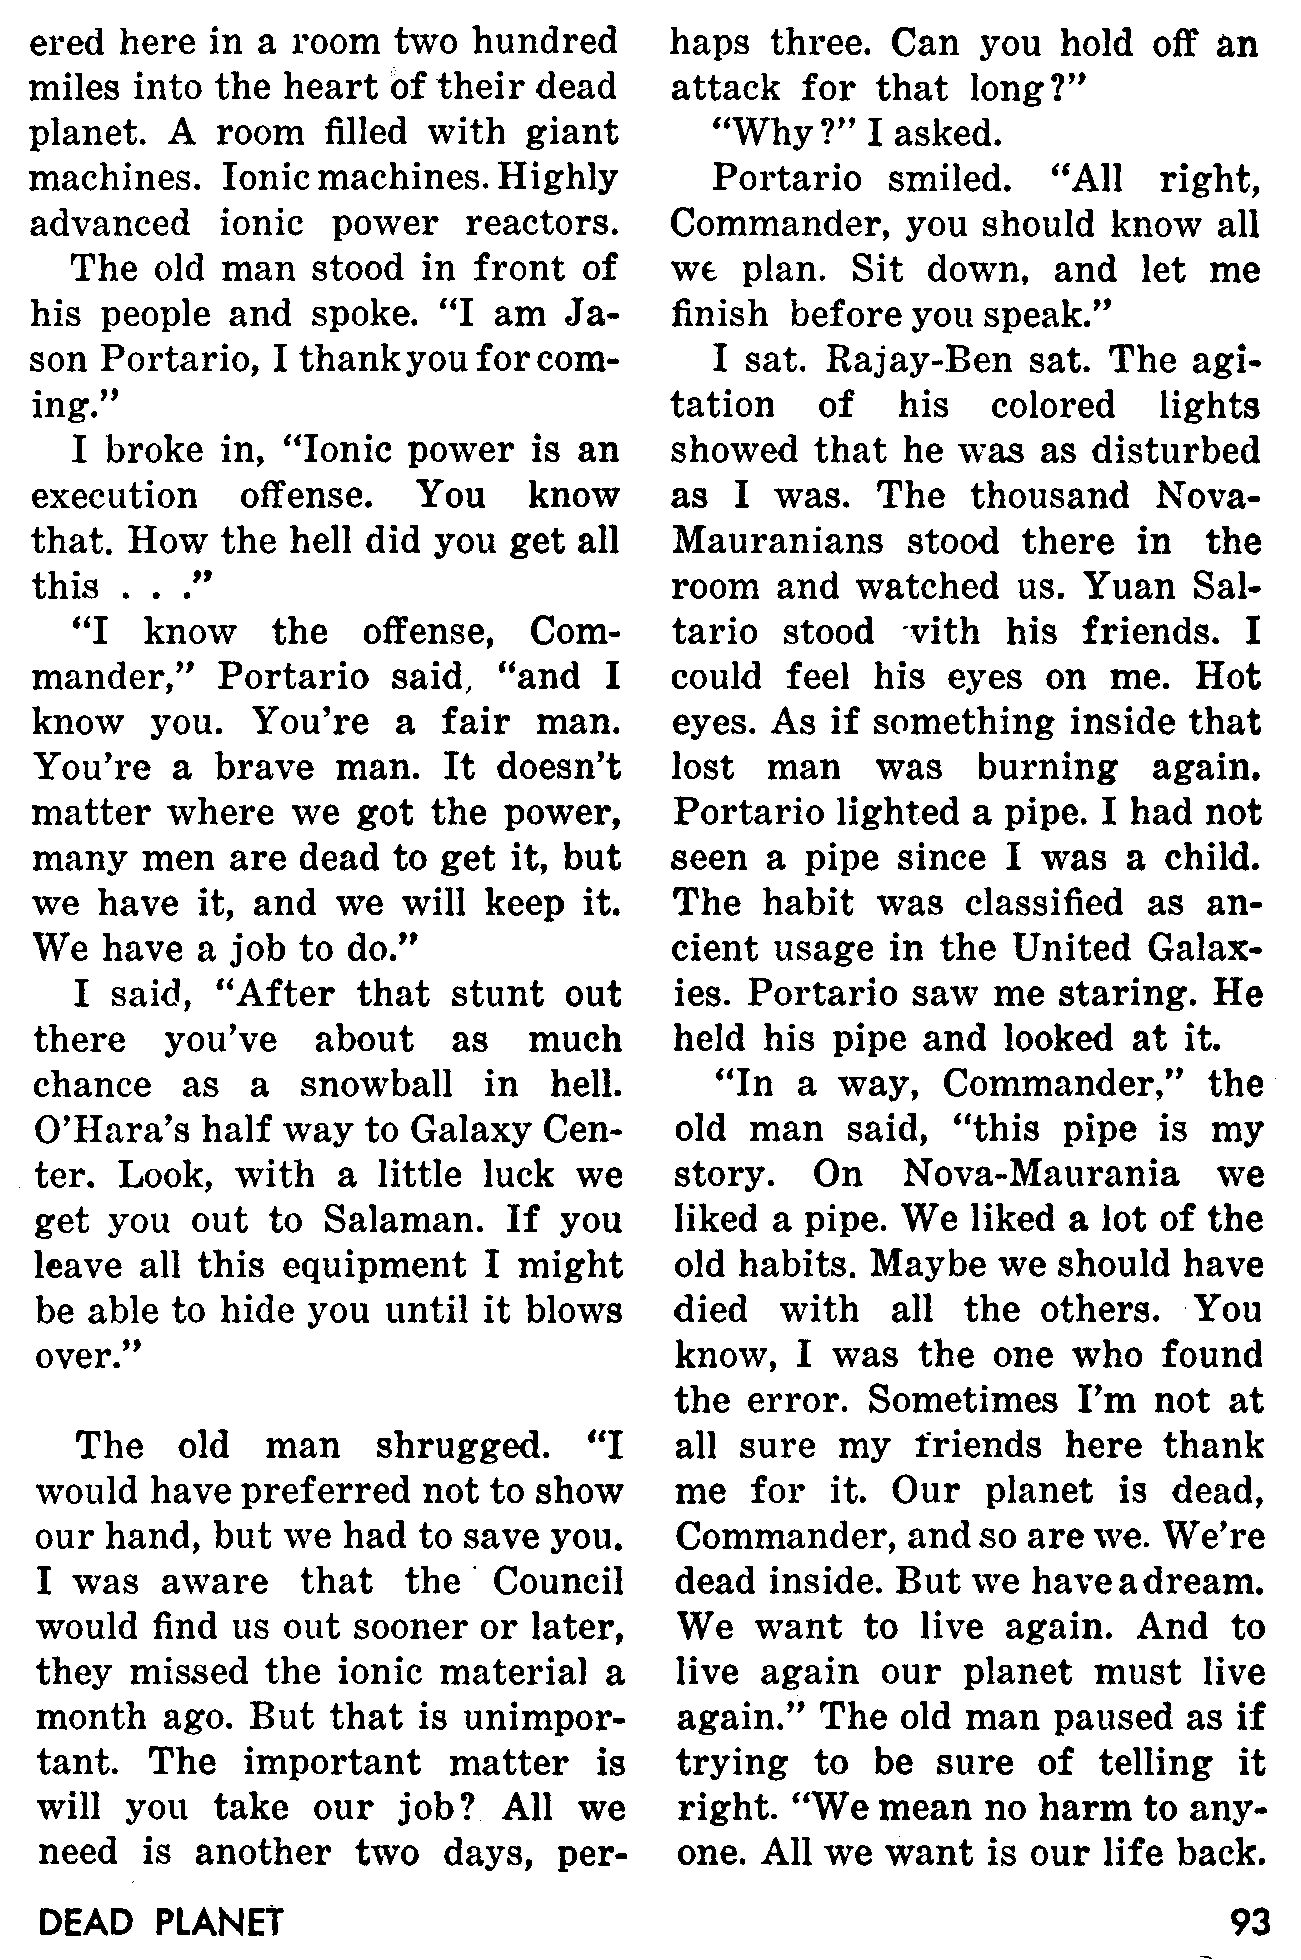 ered here in a room two hundred
miles into the heart of their dead
planet. A room filled with giant
machines. Ionic machines. Highly
advanced ionic power reactors.
The old man stood in front of
his people and spoke. “I am Ja-
son Portario, I thank you for com-
ing.”
I broke in, “Ionic power is an
execution offense. You know
that. How the hell did you get all
this . . .”
“I know the offense, Com-
mander,” Portario said, “and I
know you. You’re a fair man.
You’re a brave man. It doesn’t
matter where we got the power,
many men are dead to get it, but
we have it, and we will keep it.
We have a job to do.”
I said, “After that stunt out
there you’ve about as much
chance as a snowball in hell.
O’Hara’s half way to Galaxy Cen-
ter. Look, with a little luck we
get you out to Salaman. If you
leave all this equipment I might
be able to hide you until it blows
over.”
The old man shrugged. “I
would have preferred not to show
our hand, but we had to save you.
I was aware that the Council
would find us out sooner or later,
they missed the ionic material a
month ago. But that is unimpor-
tant. The important matter is
will you take our job? All we
need is another two days, per-
haps three. Can you hold off an
attack for that long?”
“Why?” I asked.
Portario smiled. “All right,
Commander, you should know all
we plan. Sit down, and let me
finish before you speak.”
I sat. Rajay-Ben sat. The agi-
tation of his colored lights
showed that he was as disturbed
as I was. The thousand Nova-
Mauranians stood there in the
room and watched us. Yuan Sal-
tario stood with his friends. I
could feel his eyes on me. Hot
eyes. As if something inside that
lost man was burning again.
Portario lighted a pipe. I had not
seen a pipe since I was a child.
The habit was classified as an-
cient usage in the United Galax-
ies. Portario saw me staring. He
held his pipe and looked at it.
“In a way, Commander,” the
old man said, “this pipe is my
story. On Nova-Maurania we
liked a pipe. We liked a lot of the
old habits. Maybe we should have
died with all the others. You
know, I was the one who found
the error. Sometimes I’m not at
all sure my friends here thank
me for it. Our planet is dead,
Commander, and so are we. We’re
dead inside. But we have a dream.
We want to live again. And to
live again our planet must live
again.” The old man paused as if
trying to be sure of telling it
right. “We mean no harm to any-
one. All we want is our life back.
DEAD PLANET
93